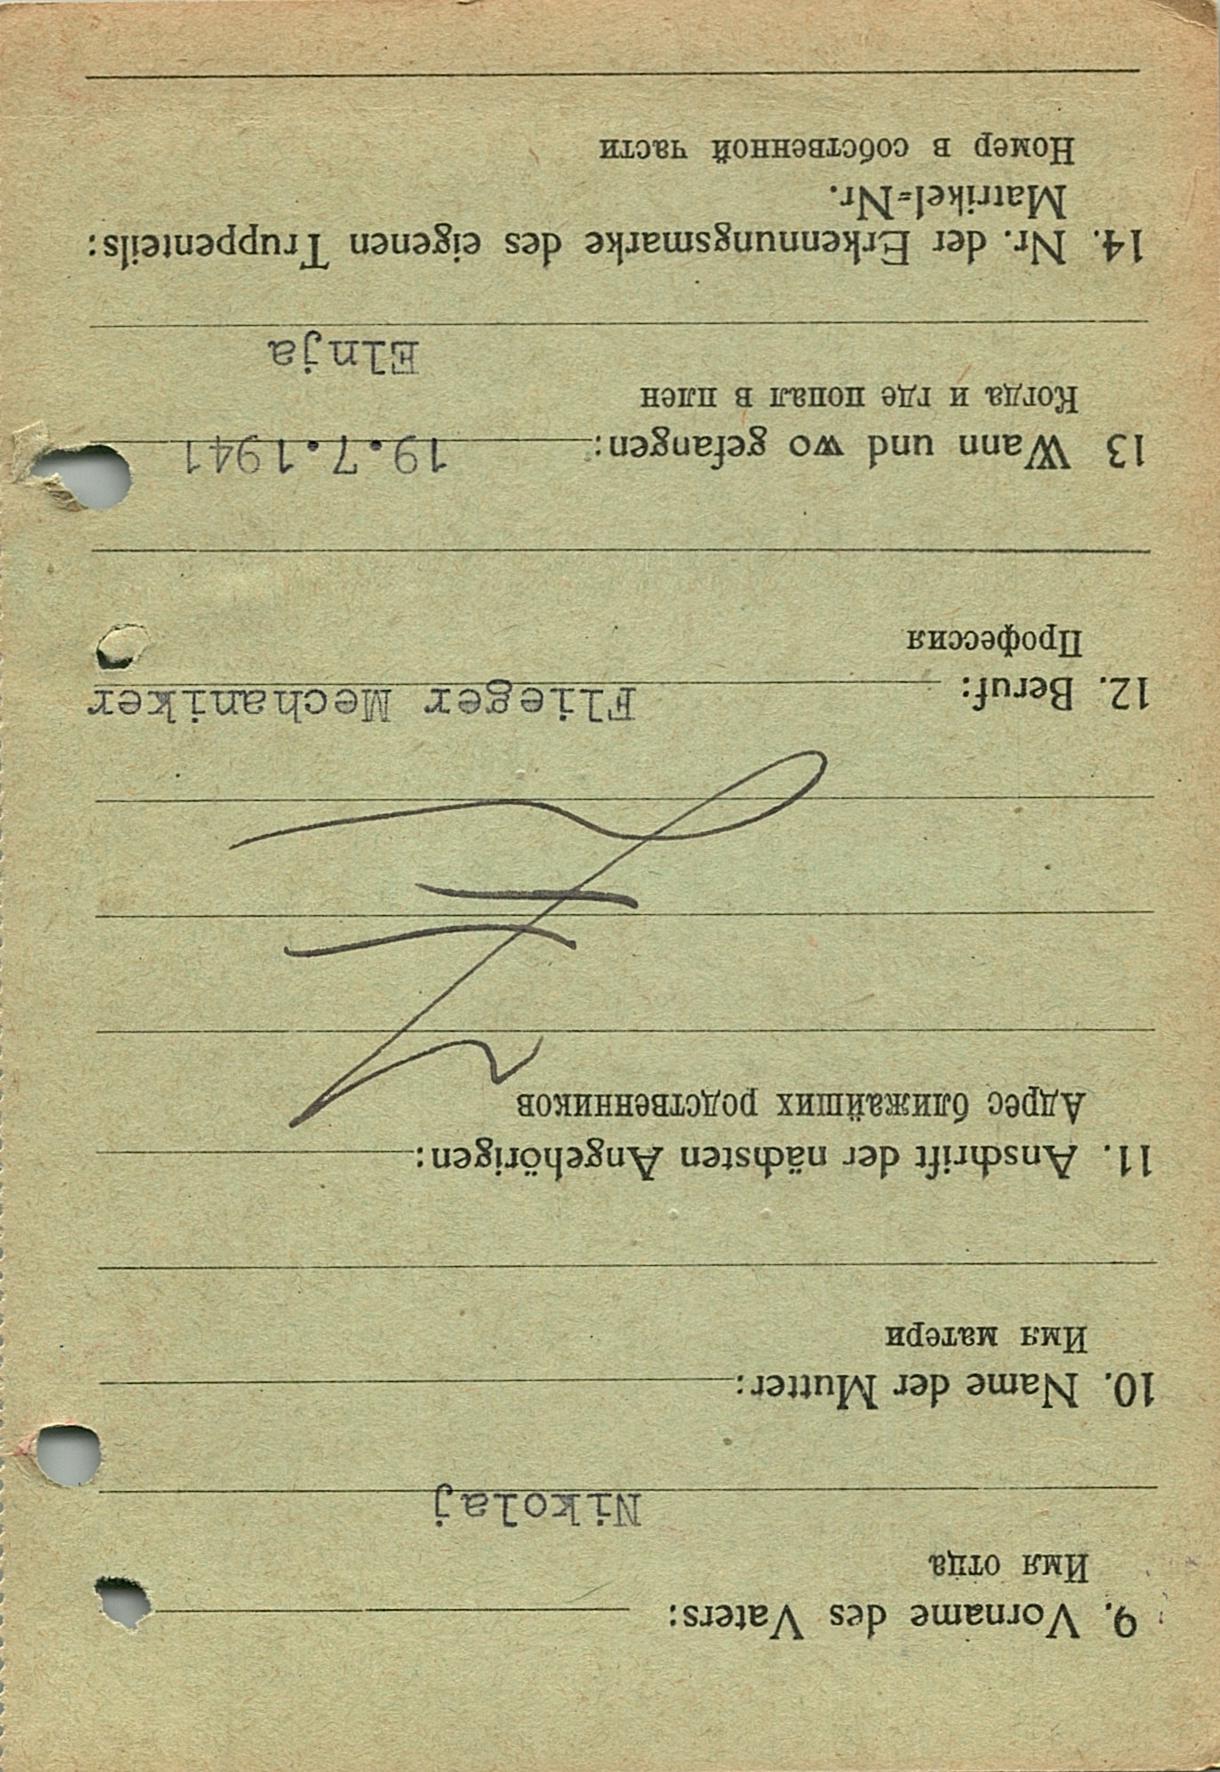 9. Vorname des Vaters:
Имя отца
Nikolaj
10. Name der Mutter:
Имя матери
11. Anschrift der nächsten Angehörigen:
Адрес ближайших родственников
12. Beruf: Flieger Mechaniker
Профессия
13 Wann und wo gefangen: 19.7.1941
Когда и где попал в плен
Elnja
14. Nr. der Erkennungsmarke des eigenen Truppenteils:
Matrikel=Nr.
Номер в собственной части